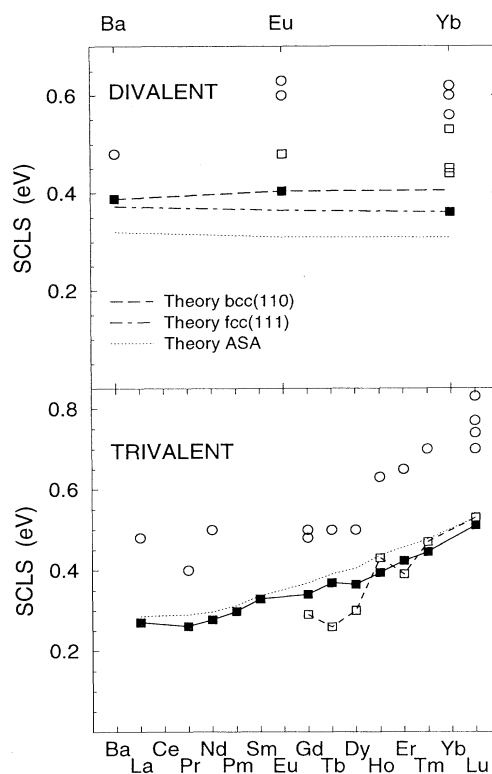 Ba Eu Yb
DIVALENT
0.6
0.4
0.2
SCLS (eV)
Theory bcc(110)
Theory fcc(111)
Theory ASA
0.8
TRIVALENT
0.6
0.4
0.2
SCLS (eV)
Ba Ce Nd Sm Gd Dy Er Yb
La Pr Pm Eu Tb Ho Tm Lu